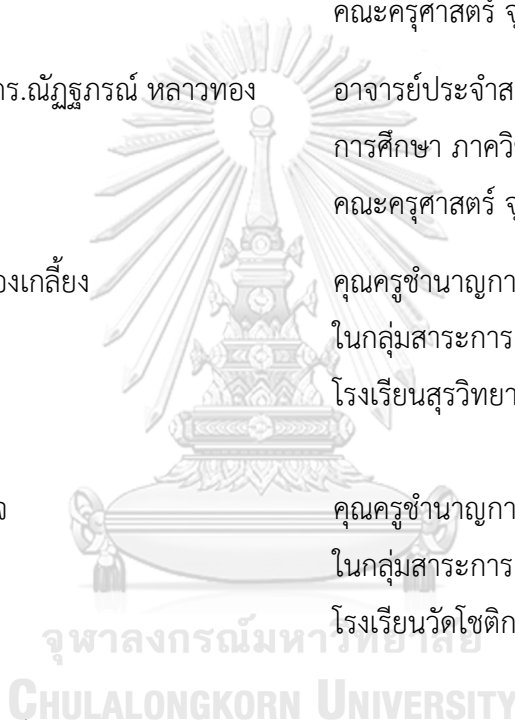 คณะครุศาสตร์ จุ
ดร.ณัฏฐภรณ์ หลาวทอง อาจารย์ประจำส
การศึกษา ภาควิ
คณะครุศาสตร์ จุ
องเกลี้ยง คุณครูชำนาญกา
ในกลุ่มสาระการ
โรงเรียนสุรวิทยา
คุณครูชำนาญกา
ในกลุ่มสาระการ
โรงเรียนวัดโชติก
จุฬาลงกรณ์มหาวิทยาลัย
CHULALONGKORN UNIVERSITY